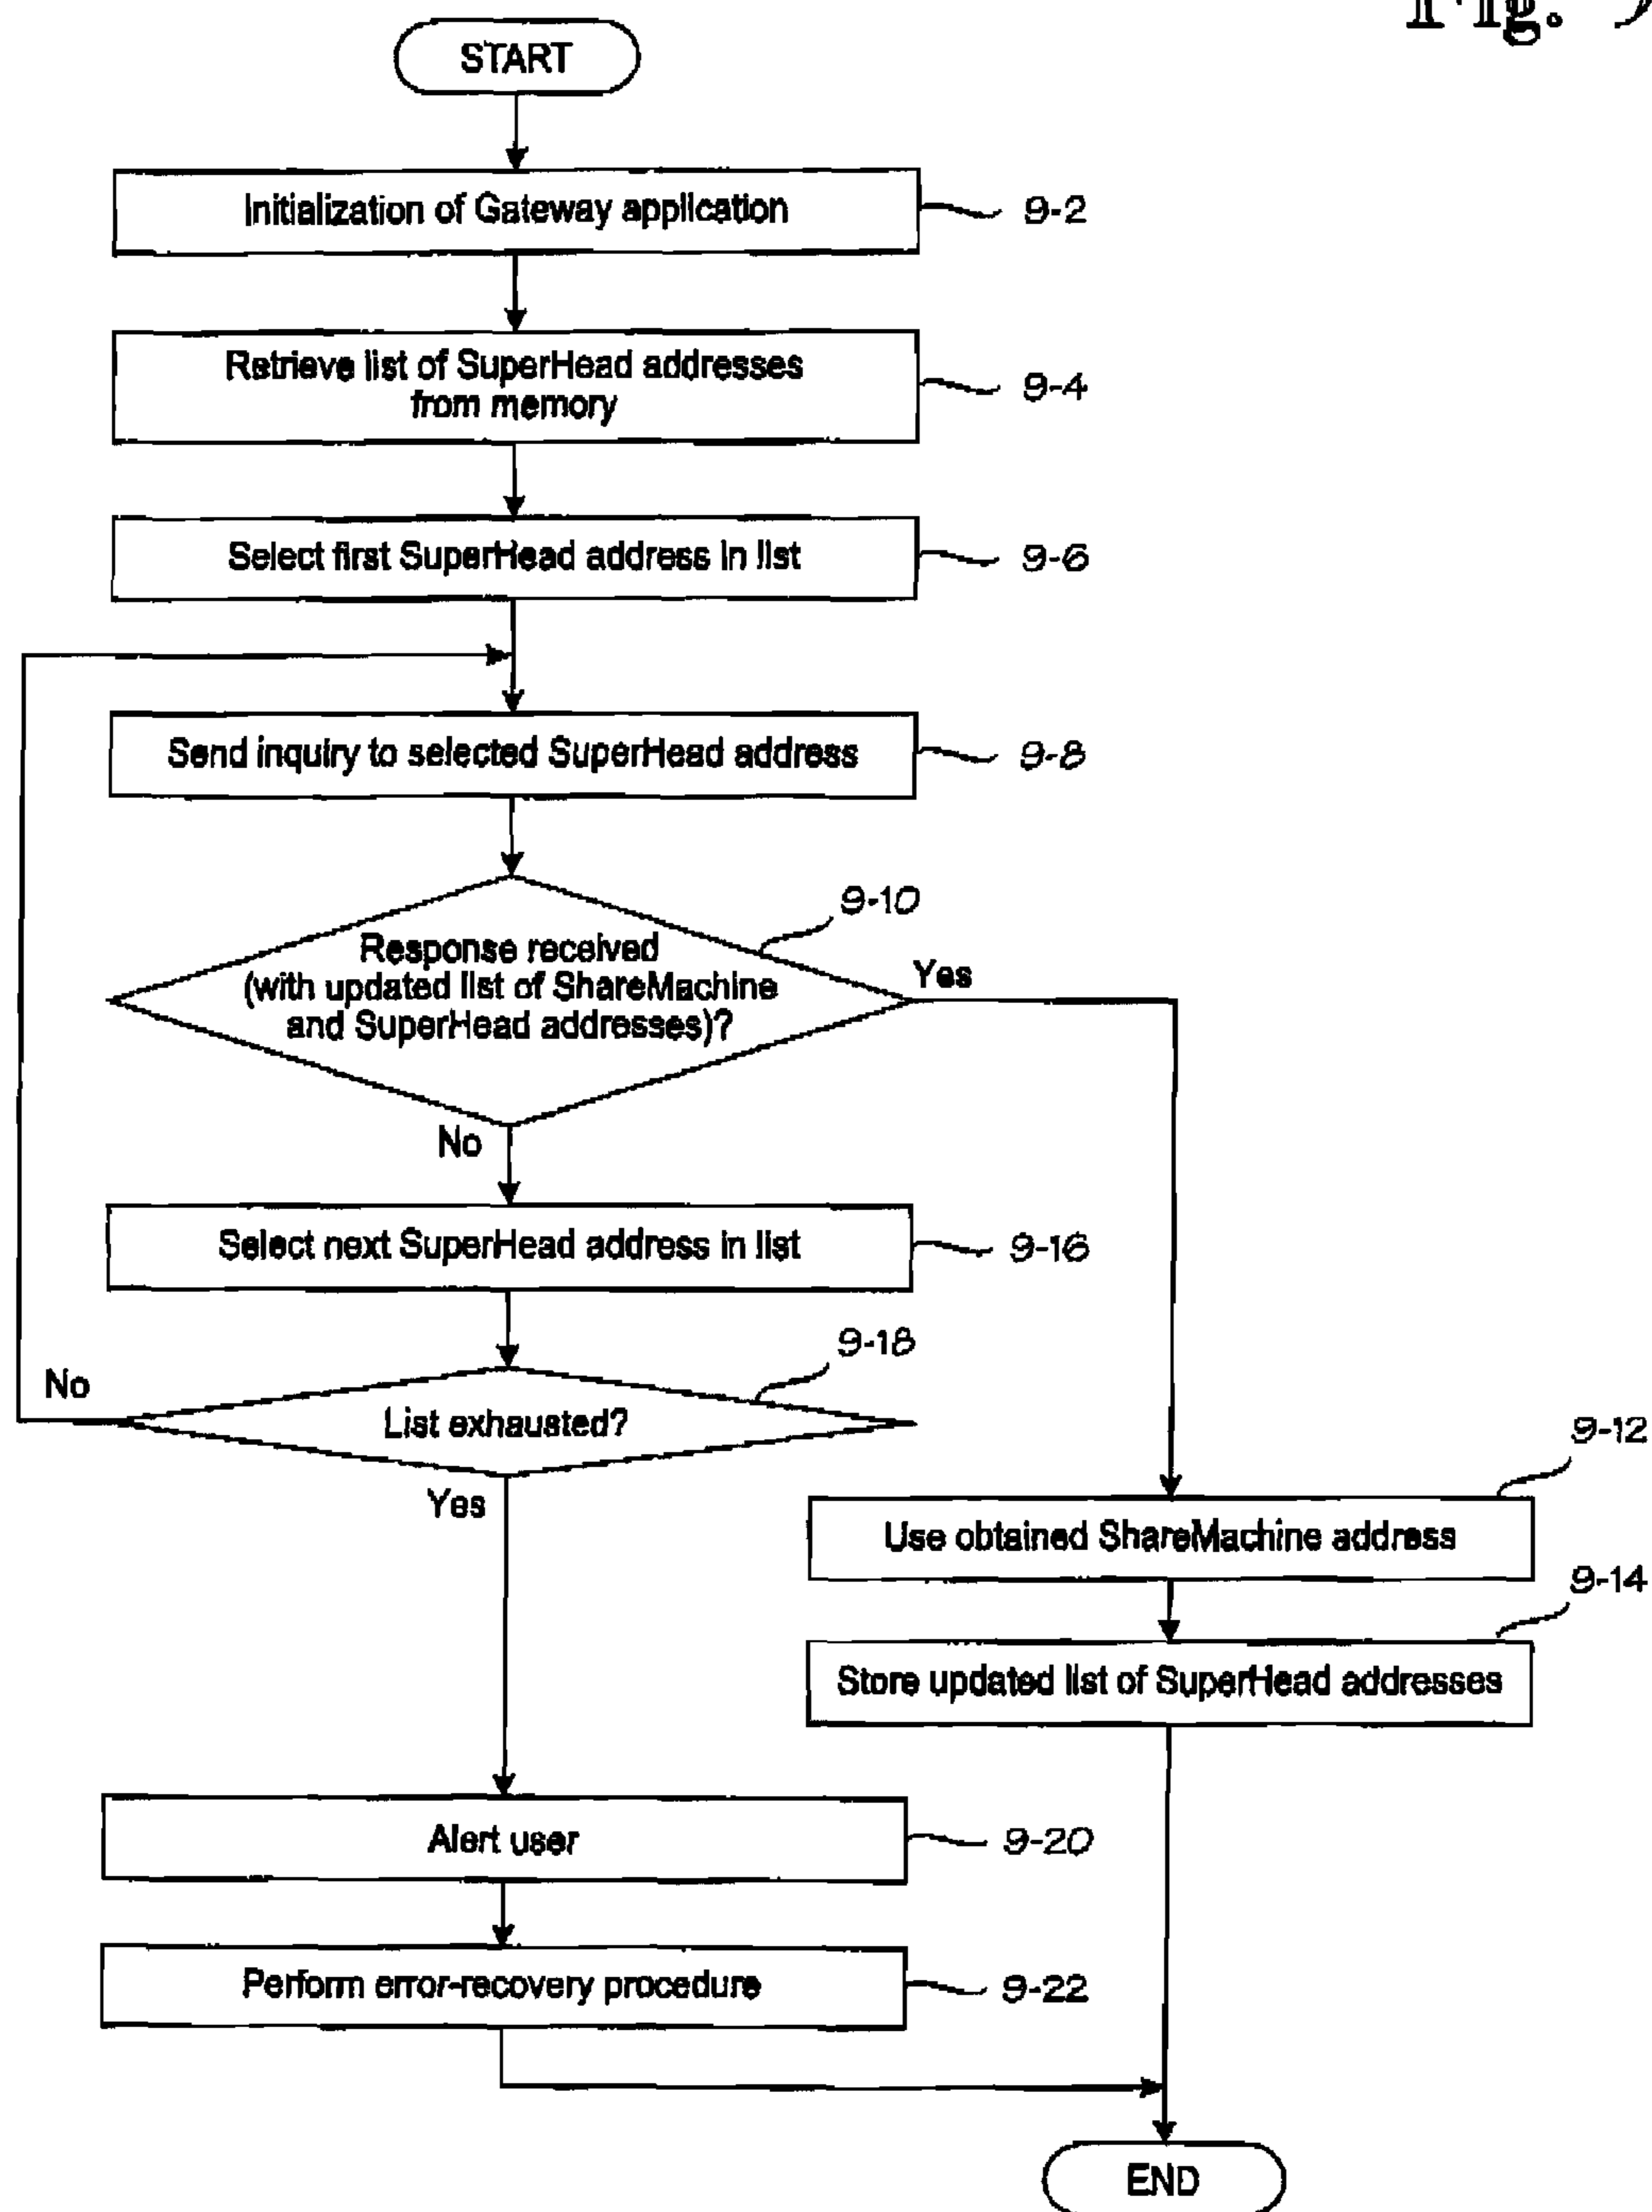 Fig. 9
START
Initialization of Gateway application
9-2
Retrieve list of SuperHead addresses
from memory
9-4
Select first SuperHead address in list
9-6
Send inquiry to selected SuperHead address
9-8
9-10
Response received
(with updated list of ShareMachine
and SuperHead addresses)?
Yes
No
Select next SuperHead address in list
9-16
9-18
No
List exhausted?
Yes
9-12
Use obtained ShareMachine address
9-14
Store updated list of SuperHead addresses
Alert user
9-20
Perform error-recovery procedure
9-22
END